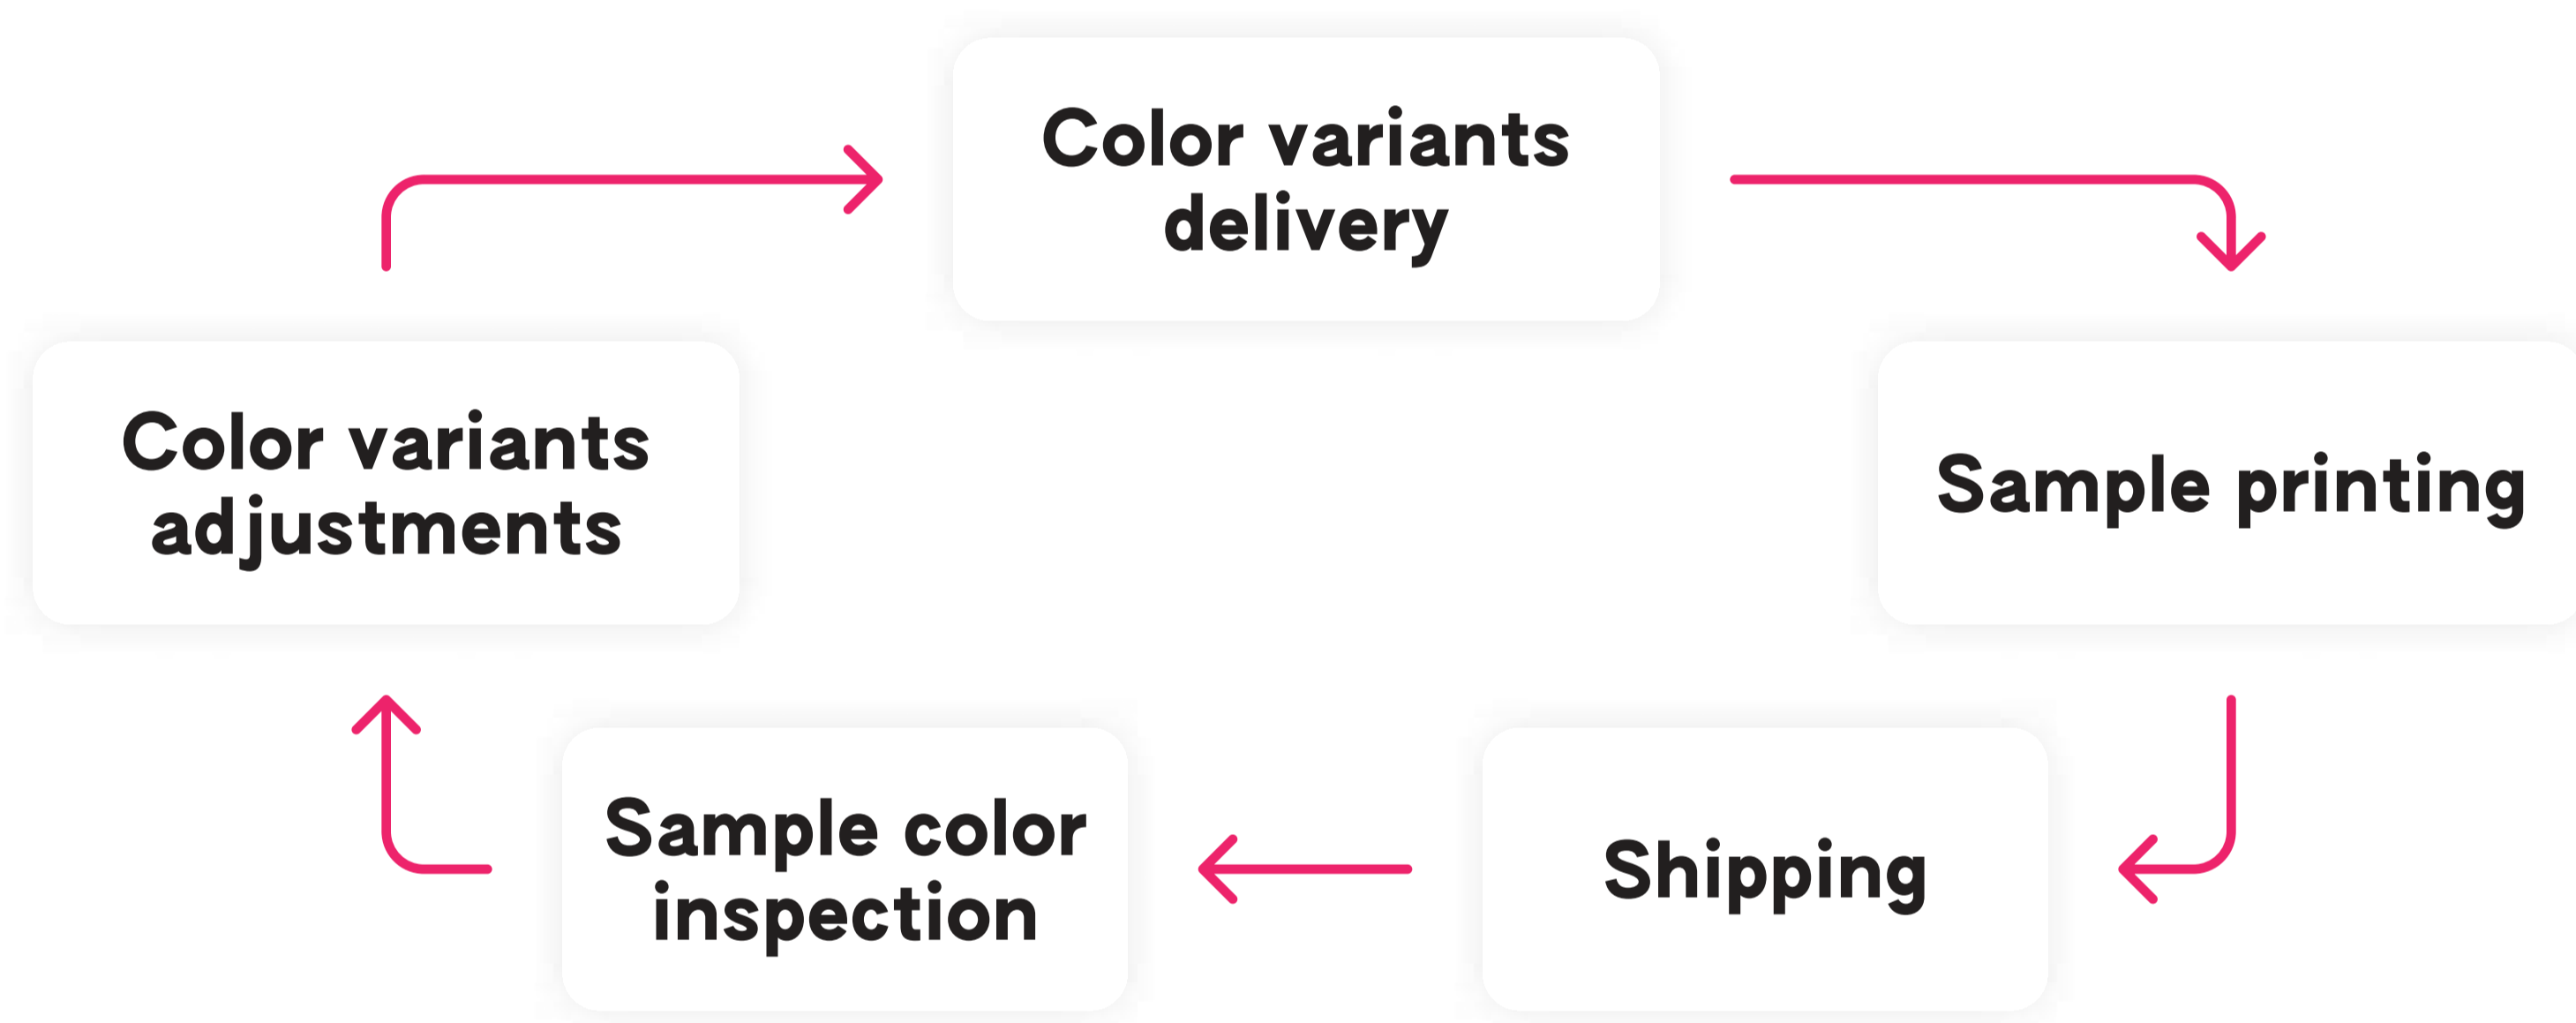 Color variants
delivery
Color variants
adjustments
Sample printing
Sample color
inspection
Shipping